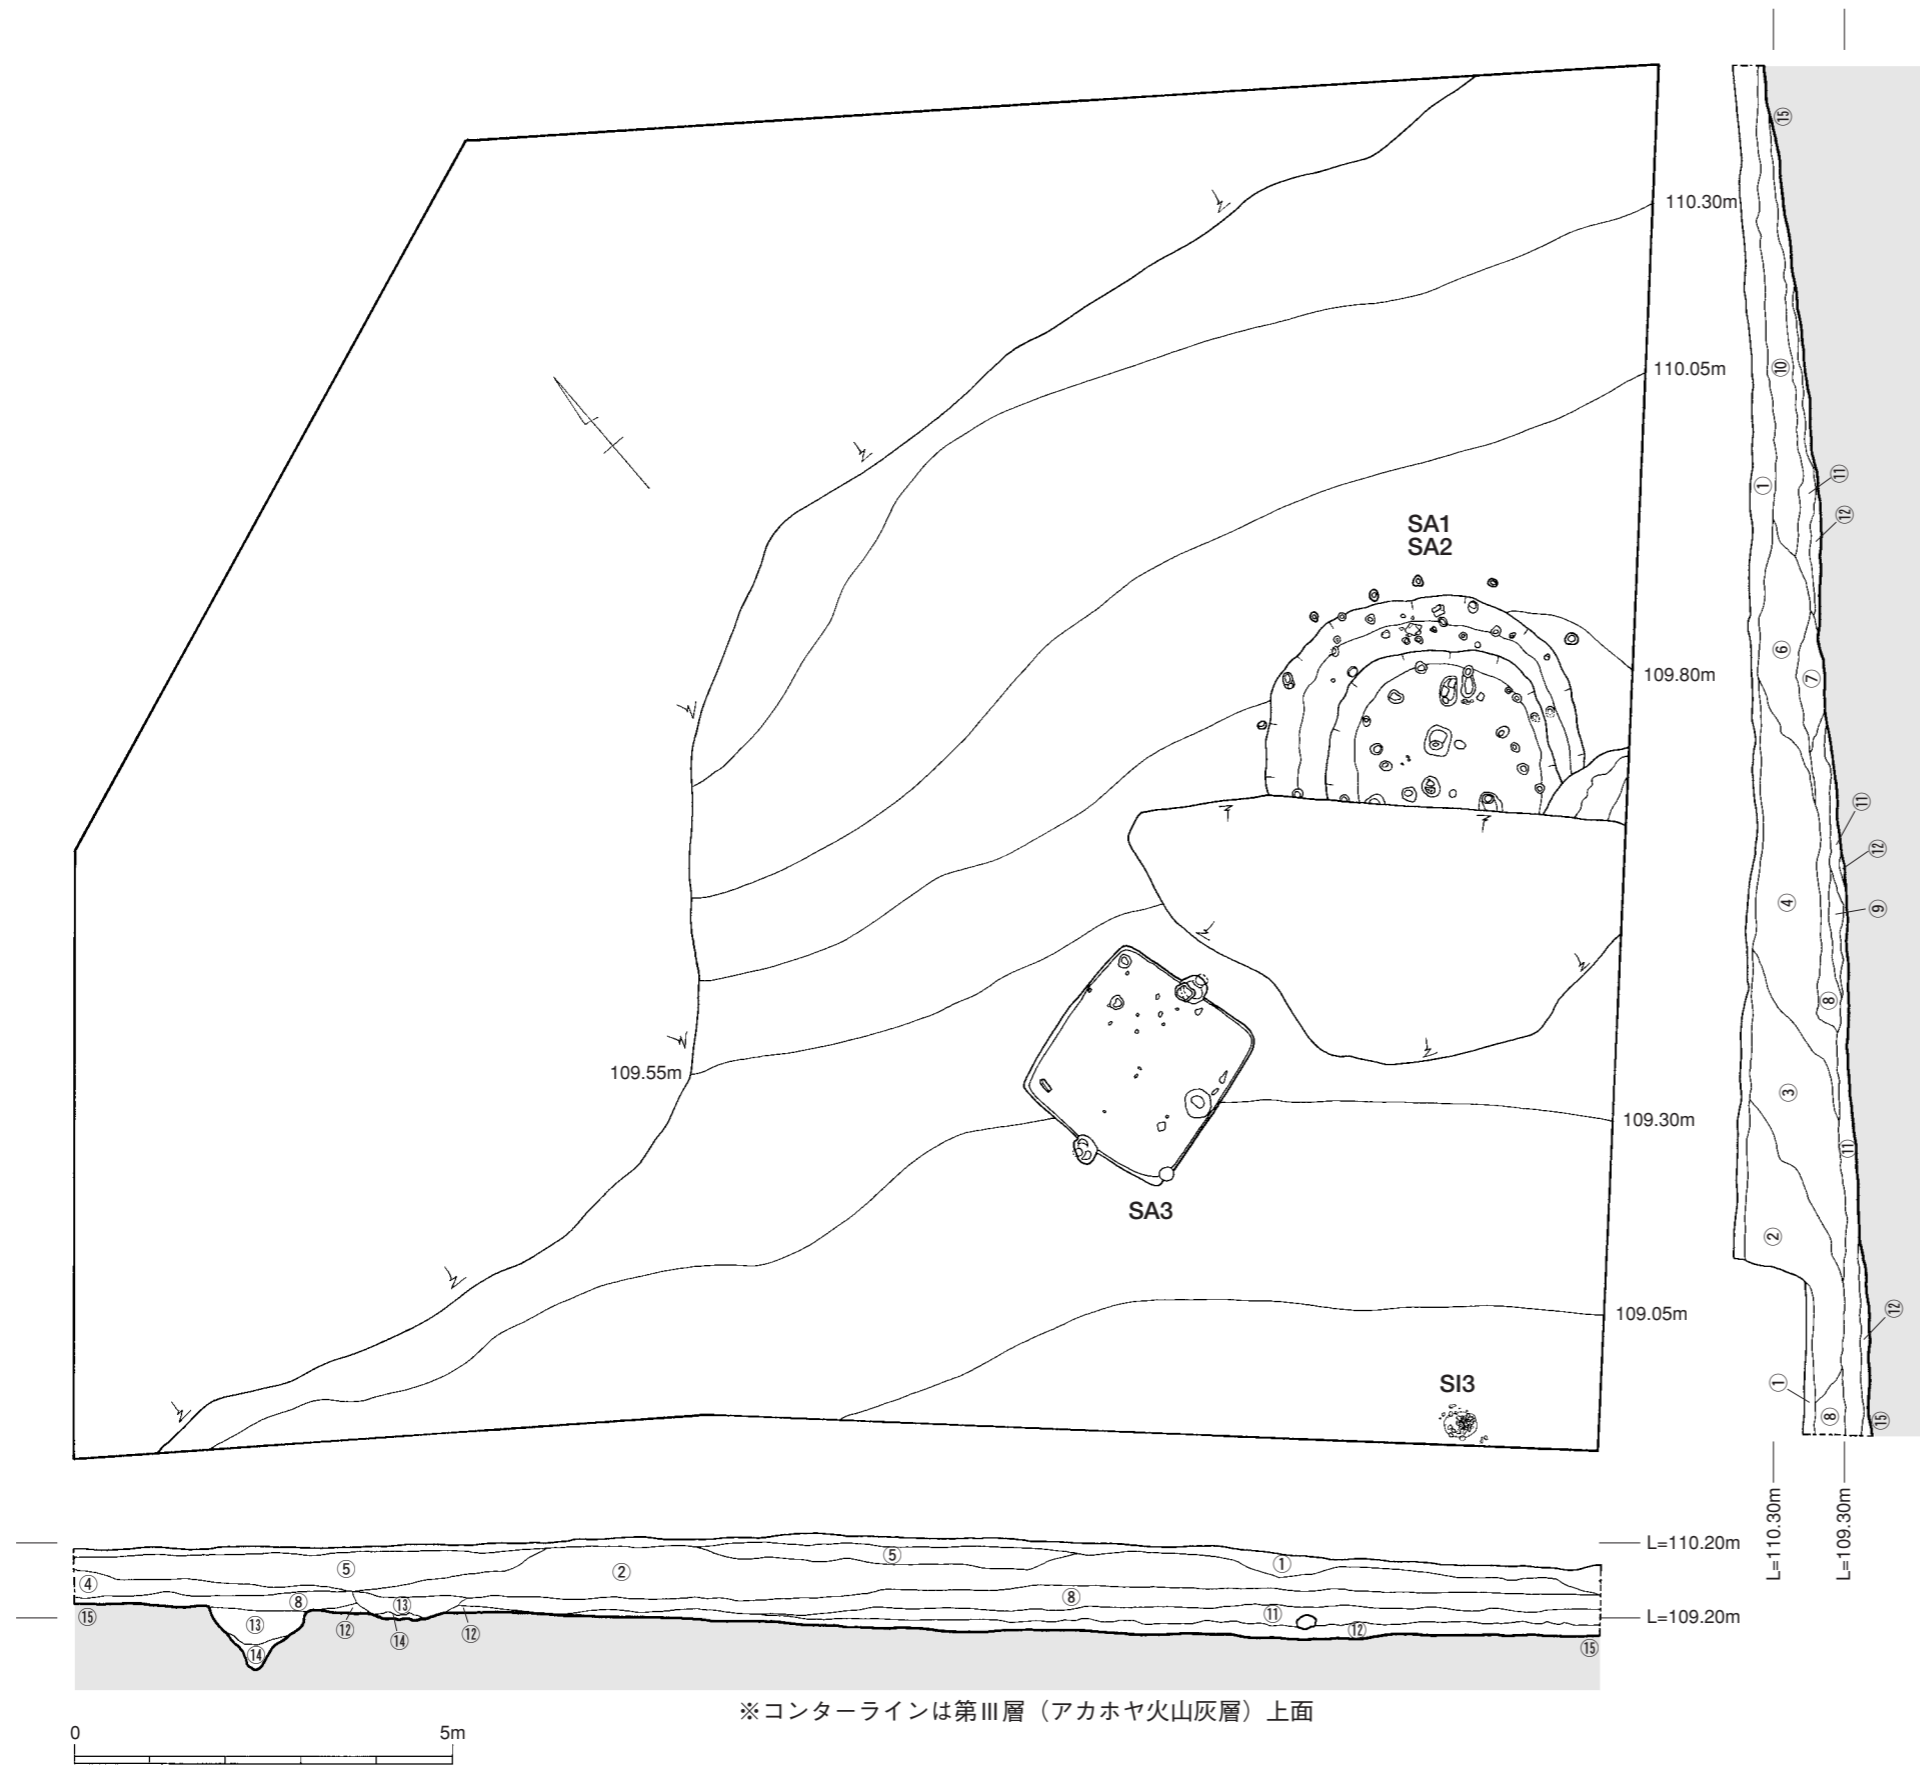 110.30m
110.05m
SA1
SA2
109.80m
109.55m
109.30m
SA3
109.05m
SI3
⑮
⑩
⑪
①
⑫
⑥
⑦
⑪
⑫
④
⑨
⑧
③
⑪
②
⑫
①
⑧
⑮
L=110.30m
L=109.30m
⑤
⑤
①
L=110.20m
④
②
⑧
⑧
⑮
⑬
⑬
⑪
L=109.20m
⑫
⑫
⑫
⑭
⑭
⑮
※コンターラインは第Ⅲ層（アカホヤ火山灰層）上面
0
5m